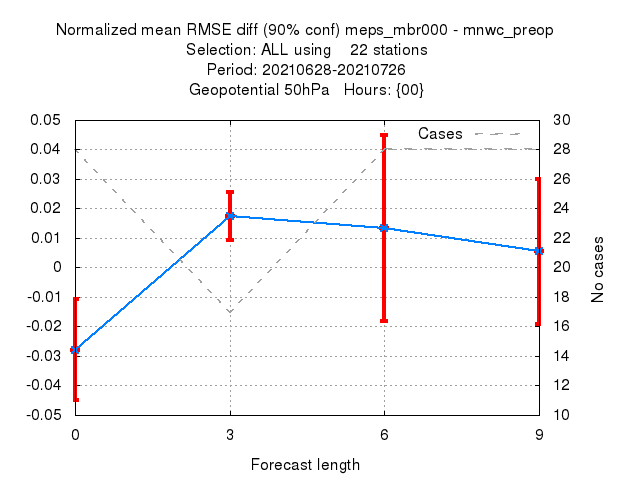 Normalized mean RMSE diff (90% conf) meps_mbr000 - mnwc_preop
Selection: ALL using    22 stations
Period: 20210628-20210726
Geopotential 50hPa   Hours: {00}
0.05
0.04
0.03
0.02
0.01
0
-0.01
-0.02
-0.03
-0.04
-0.05
Cases
30
28
26
24
22
20
18
16
14
12
10
No cases
0 3 6 9
Forecast length